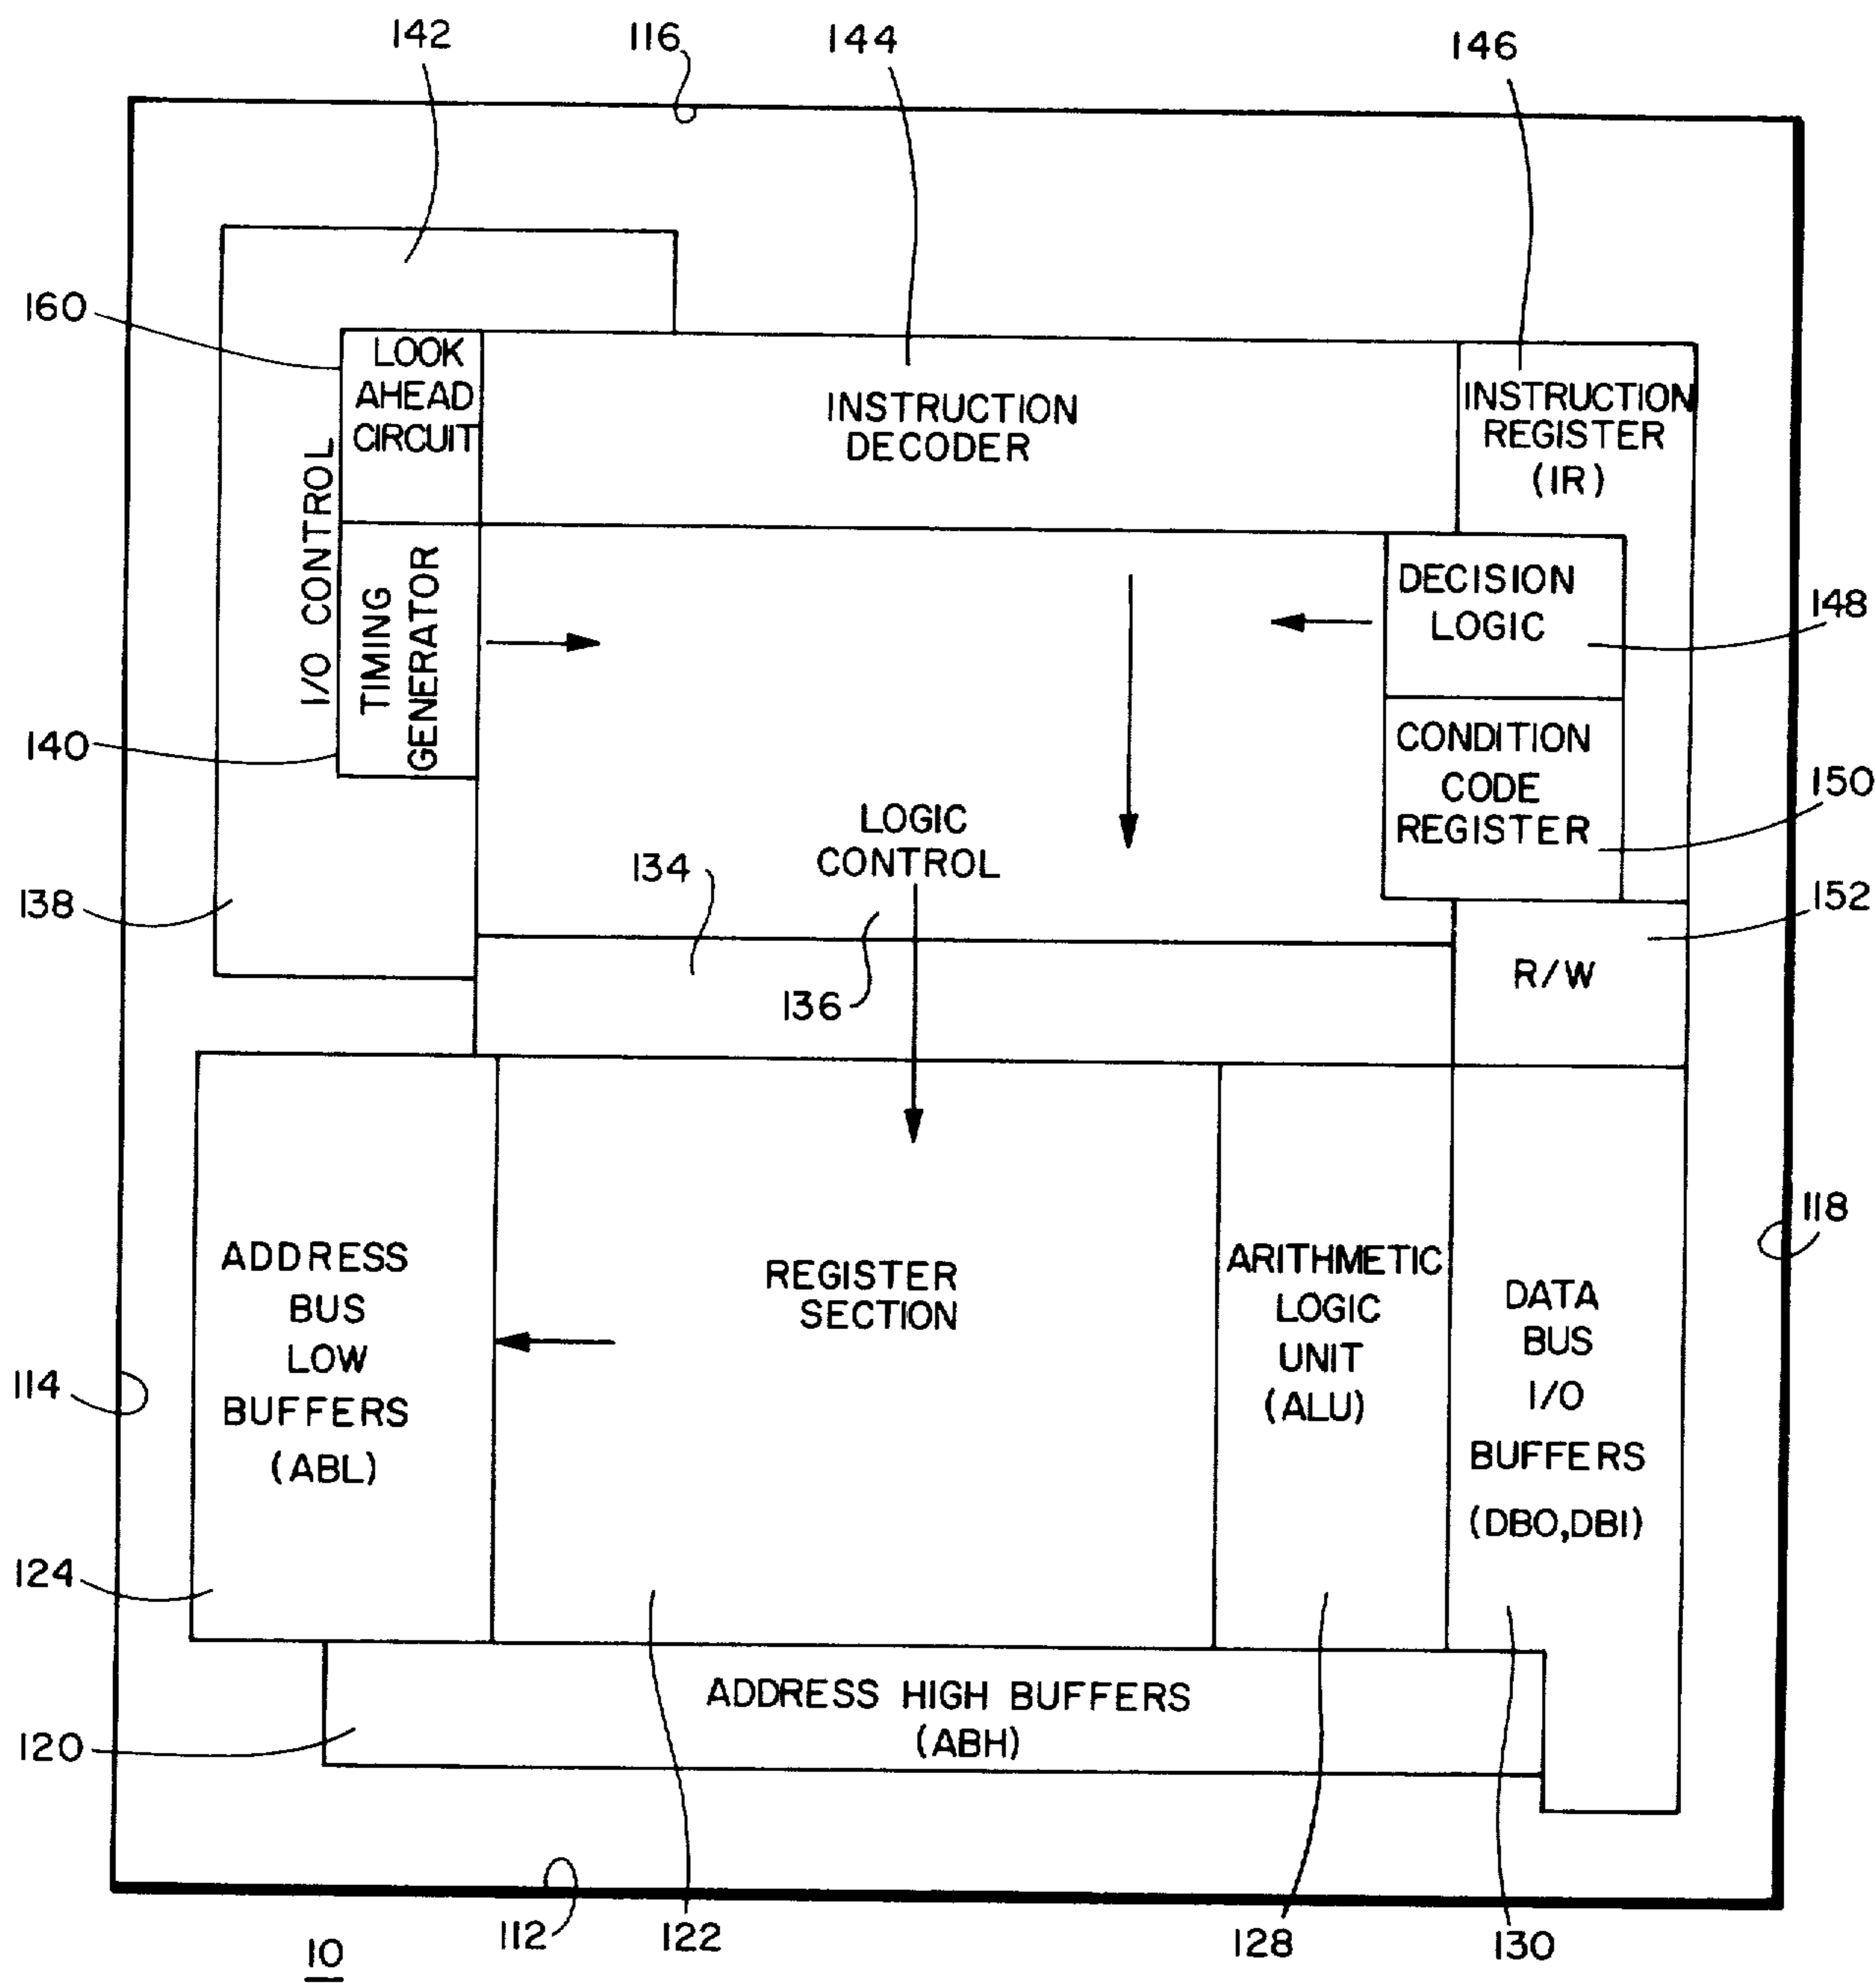 142
116
144
146
160
LOOK
AHEAD
CIRCUIT
INSTRUCTION
DECODER
INSTRUCTION
REGISTER
(IR)
I/O CONTROL
TIMING
GENERATOR
DECISION
LOGIC
148
140
CONDITION
CODE
REGISTER
150
LOGIC
CONTROL
134
138
136
152
R/W
118
ADDRESS
BUS
LOW
BUFFERS
(ABL)
REGISTER
SECTION
ARITHMETIC
LOGIC
UNIT
(ALU)
DATA
BUS
I/O
BUFFERS
(DBO,DBI)
114
124
ADDRESS HIGH BUFFERS
(ABH)
120
112
122
128
130
10